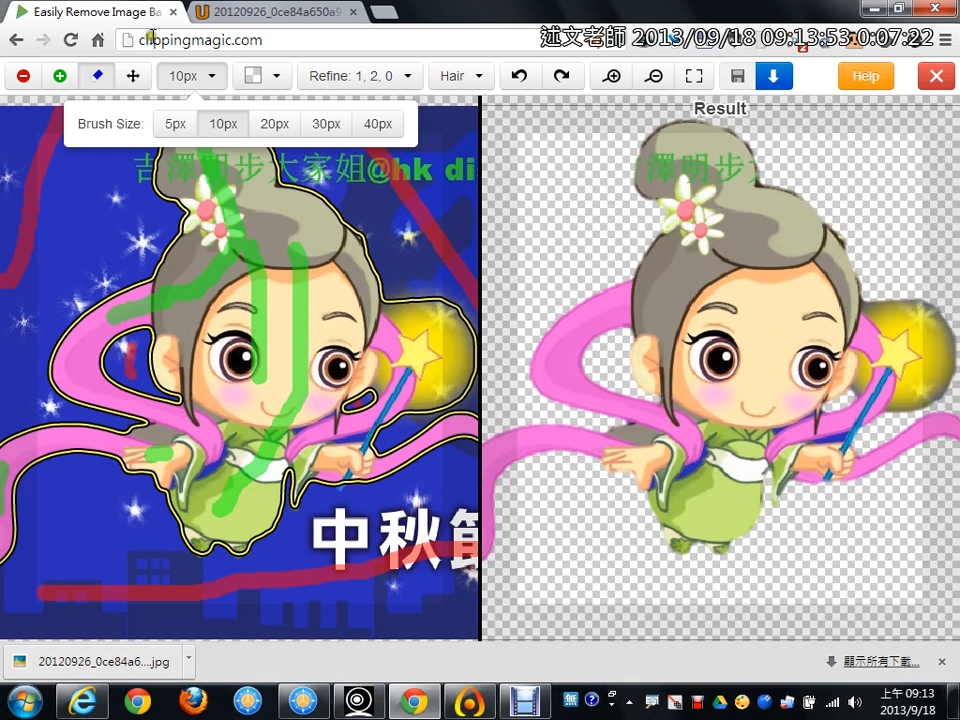 Easily Remove Image Ba
20120926_0ce84a650a9
clippingmagic.com
述文老師 2013/09/18 09:13:53 0:07:22
10px
Refine: 1, 2, 0
Hair
Help
Brush Size: 5px 10px 20px 30px 40px
Result
吉澤明步大家姐@hk di
澤明步
中秋節
20120926_0ce84a6....jpg
顯示所有下載...
上午 09:13
2013/9/18